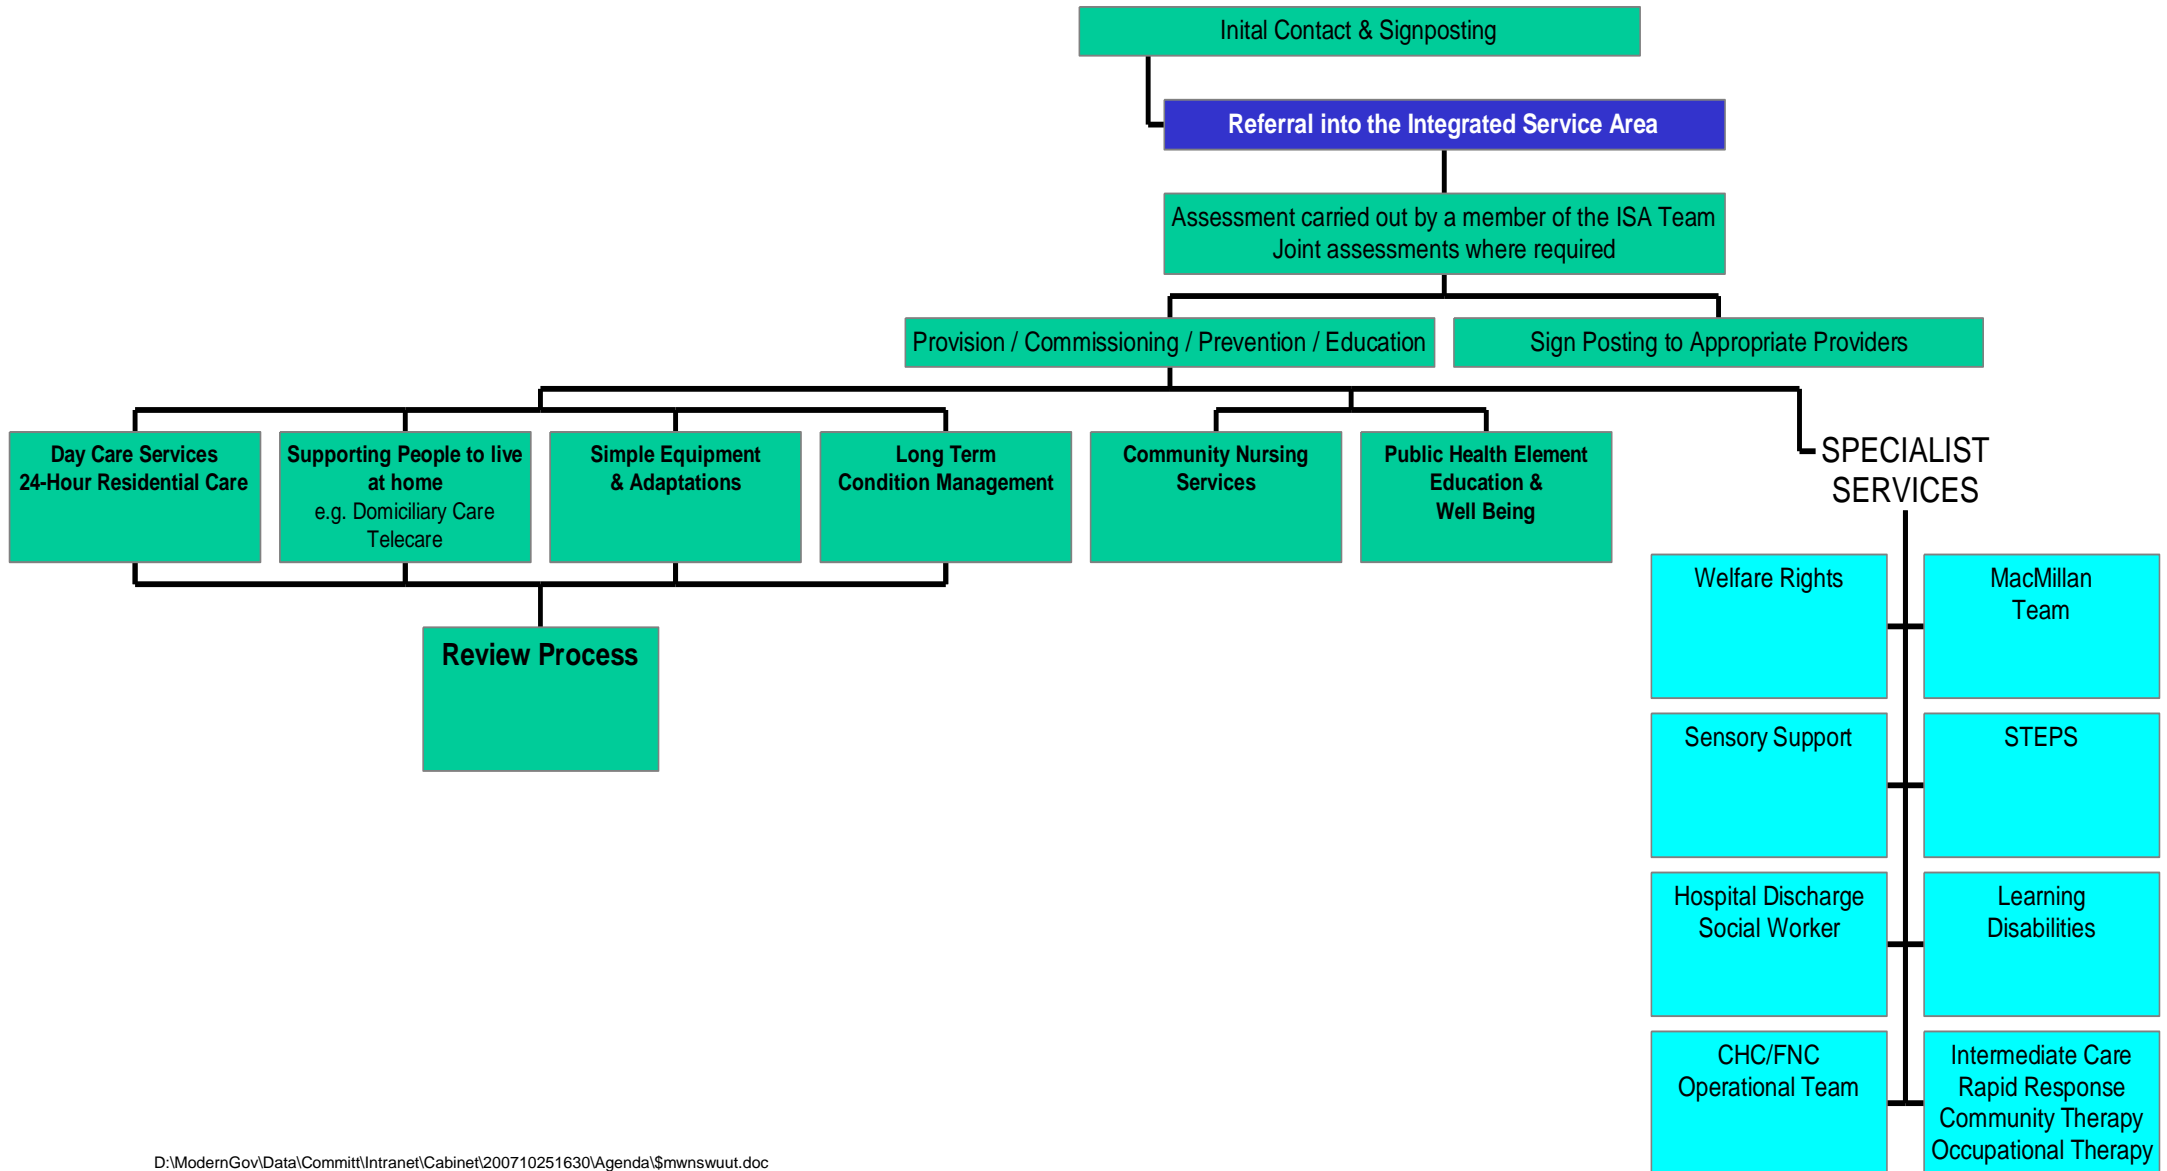 Inital Contact & Signposting
Referral into the Integrated Service Area
Assessment carried out by a member of the ISA Team
Joint assessments where required
Provision / Commissioning / Prevention / Education
Sign Posting to Appropriate Providers
Day Care Services
24-Hour Residential Care
Supporting People to live
at home
e.g. Domiciliary Care
Telecare
Simple Equipment
& Adaptations
Long Term
Condition Management
Community Nursing
Services
Public Health Element
Education &
Well Being
SPECIALIST
SERVICES
Review Process
Welfare Rights
MacMillan
Team
Sensory Support
STEPS
Hospital Discharge
Social Worker
Learning
Disabilities
CHC/FNC
Operational Team
Intermediate Care
Rapid Response
Community Therapy
Occupational Therapy
D:\ModernGov\Data\Committ\Intranet\Cabinet\200710251630\Agenda\$mwnswuut.doc